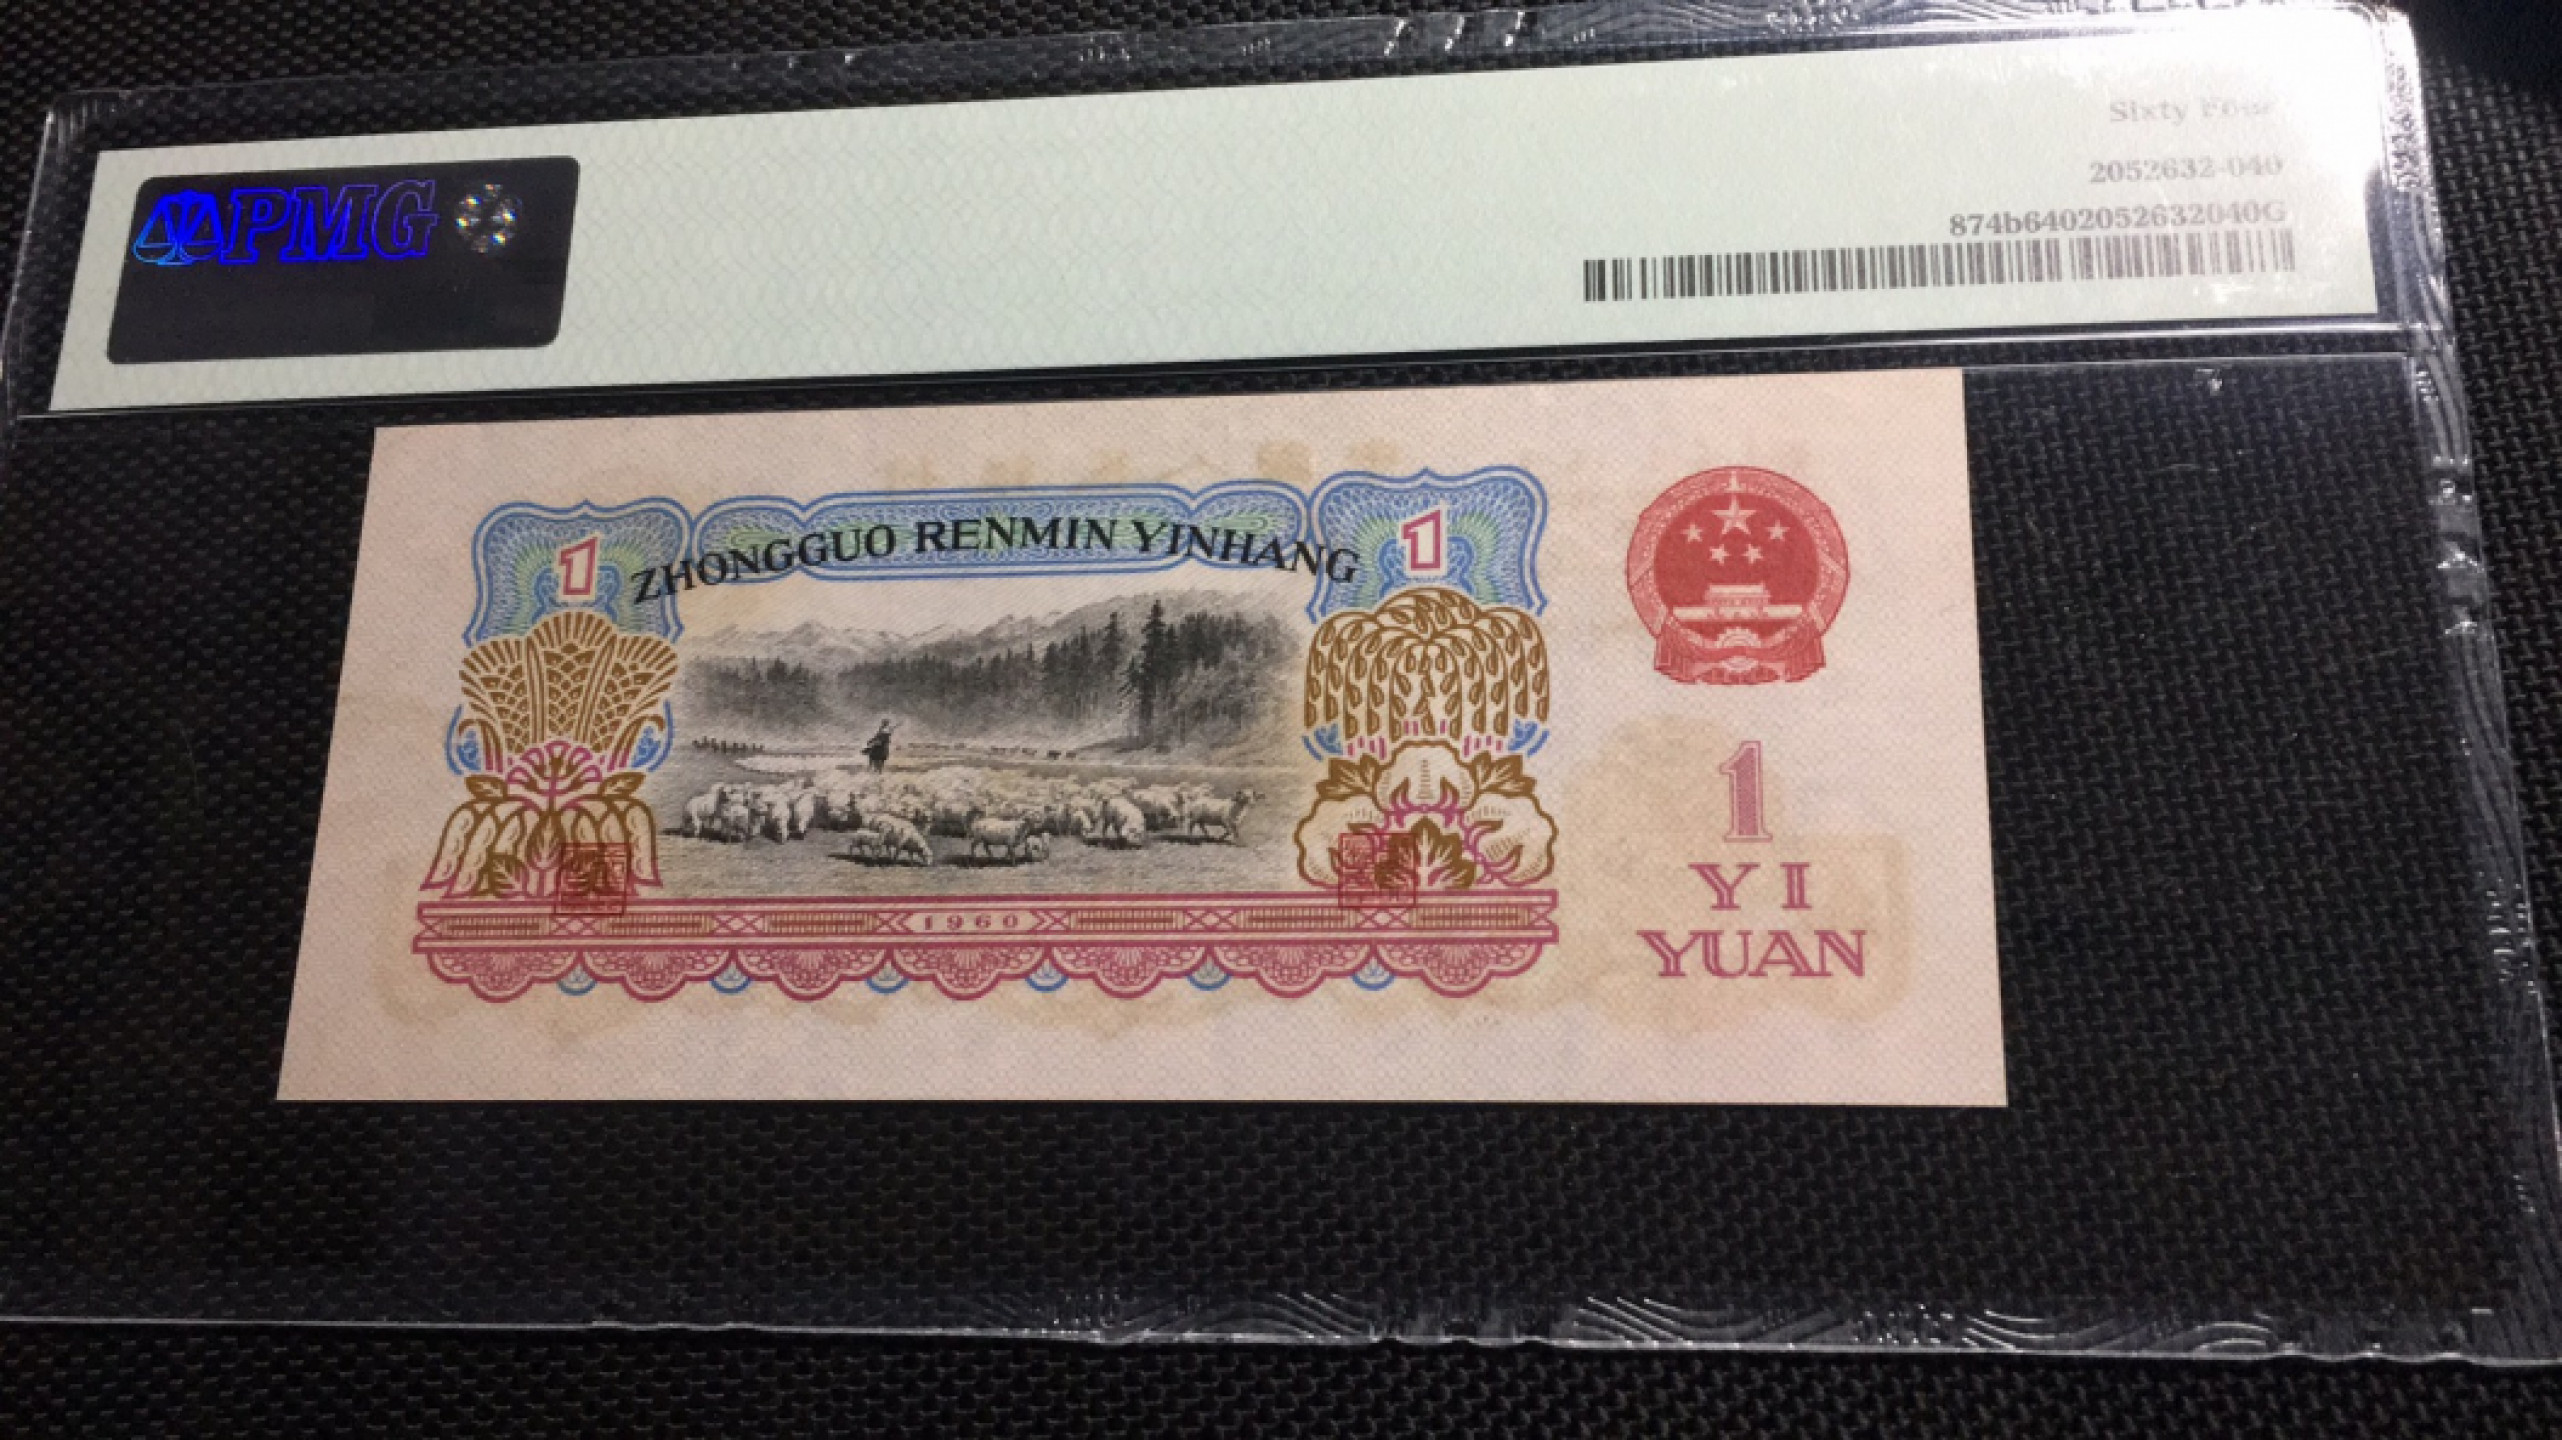 PMG
Sixty Four
2052632-040
874b6402052632040G
ZHONGGUO RENMIN YINHANG
1
1
1
YI
YUAN
1960